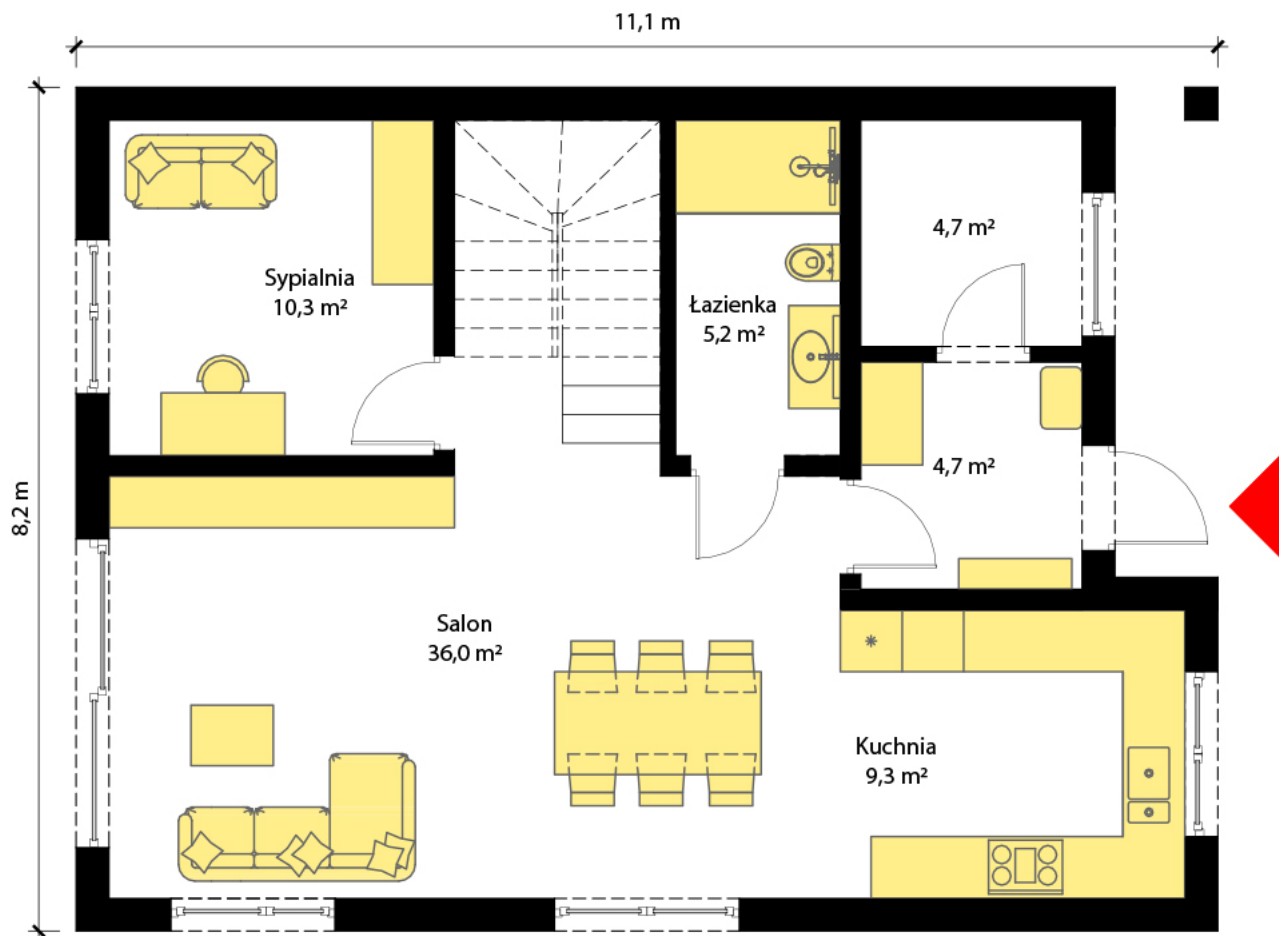 11,1 m
8,2 m
Sypialnia
10,3 m²
Łazienka
5,2 m²
4,7 m²
4,7 m²
Salon
36,0 m²
Kuchnia
9,3 m²